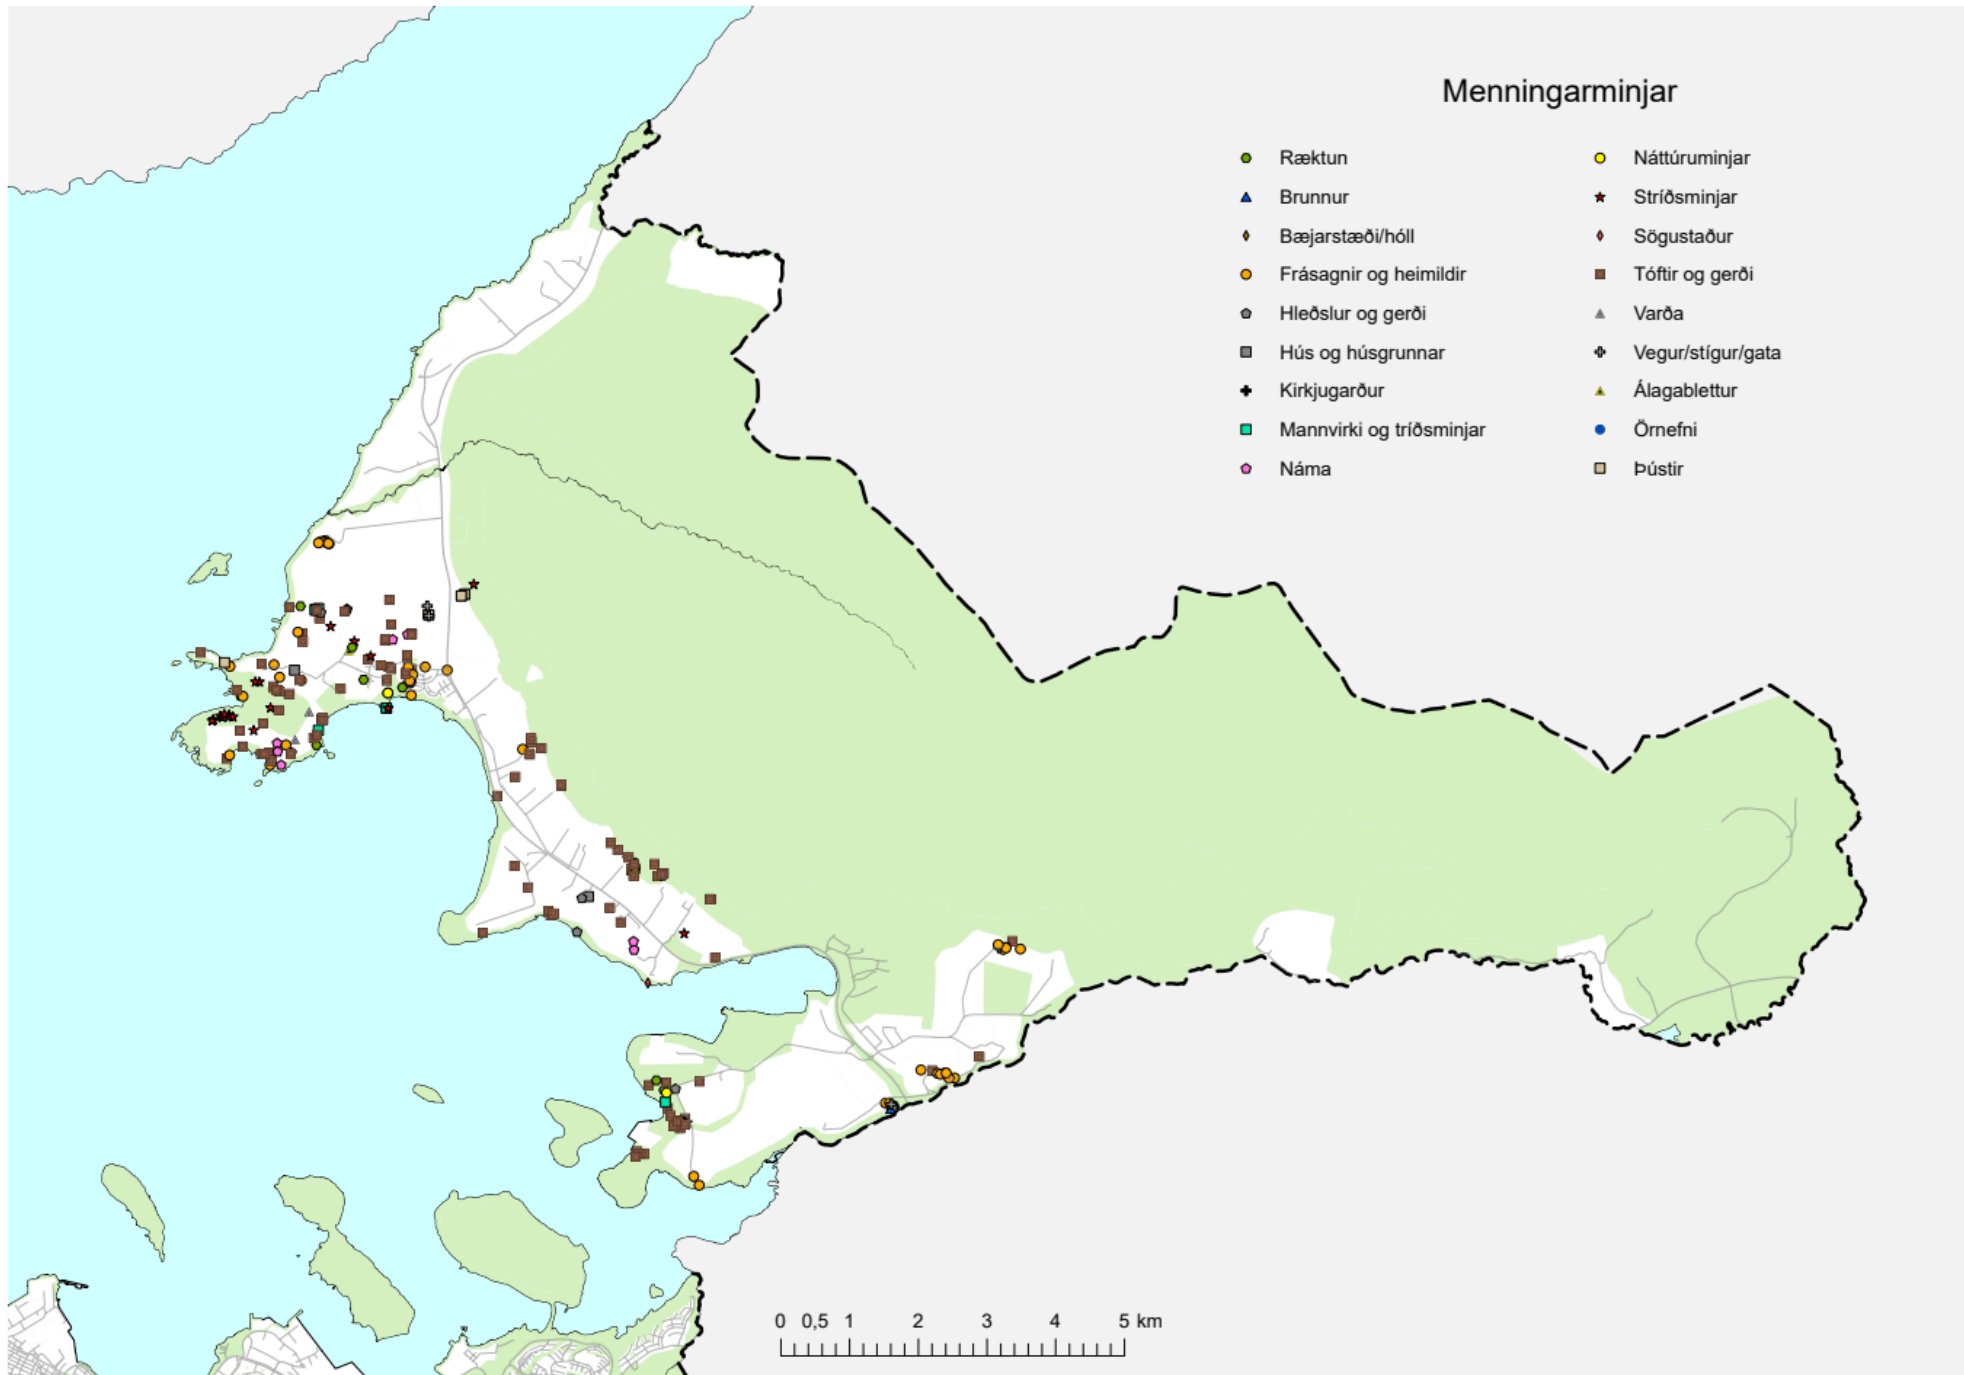 Menningarminjar
Ræktun
Brunnur
Bæjarstæði/hóll
Frásagnir og heimildir
Hleðslur og gerði
Hús og húsgrunnar
Kirkjugarður
Mannvirki og tríðsminjar
Náma
Náttúruminjar
Stríðsminjar
Sögustaður
Tóftir og gerði
Varða
Vegur/stígur/gata
Álagablettur
Örnefni
Þústir
0 0,5 1 2 3 4 5 km